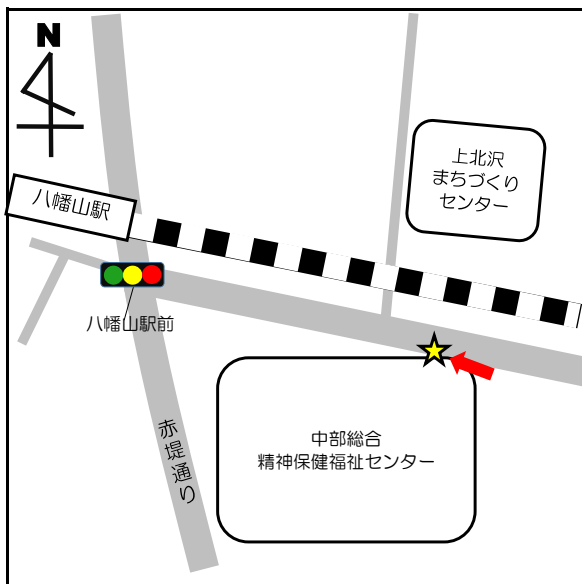 N
上北沢
まちづくり
センター
八幡山駅
八幡山駅前
赤堤通り
中部総合
精神保健福祉センター